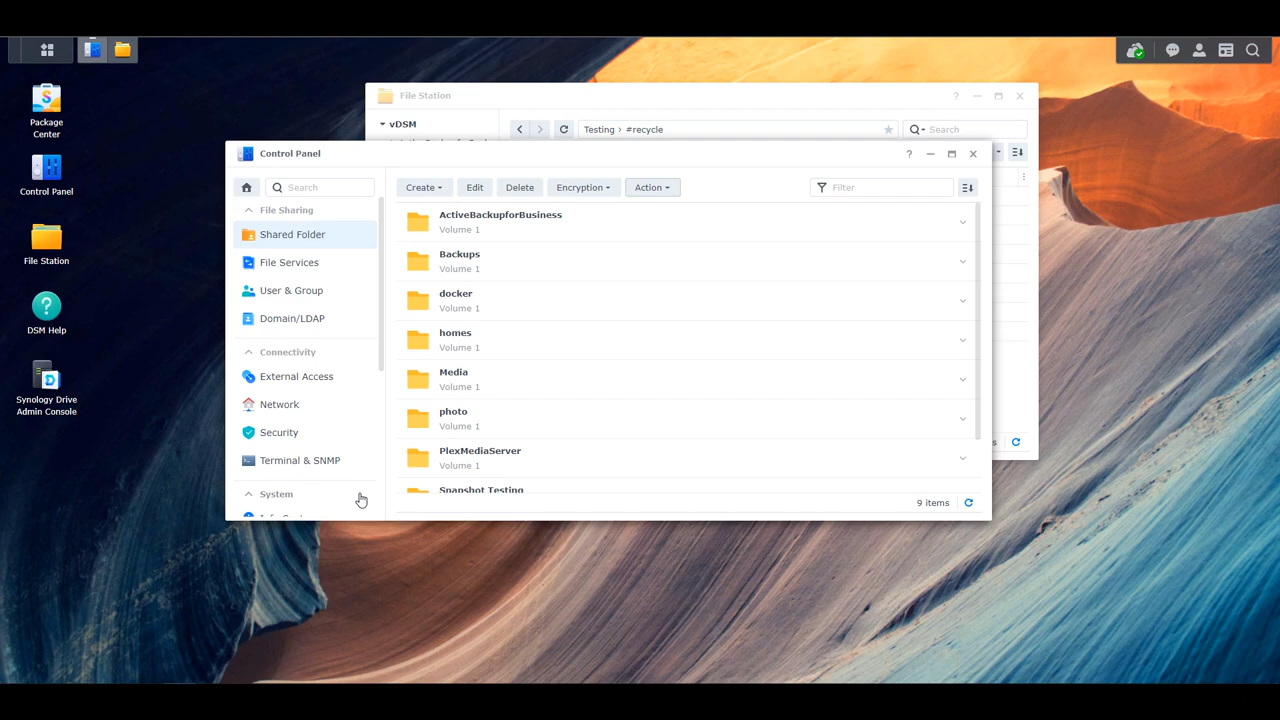 File Station
vDSM
Testing › #recycle
Search
Control Panel
Search
Create
Edit
Delete
Encryption
Action
Filter
File Sharing
Shared Folder
File Services
User & Group
Domain/LDAP
Connectivity
External Access
Network
Security
Terminal & SNMP
System
ActiveBackupforBusiness
Volume 1
Backups
Volume 1
docker
Volume 1
homes
Volume 1
Media
Volume 1
photo
Volume 1
PlexMediaServer
Volume 1
Snapshot Testing
9 items
Package
Center
Control Panel
File Station
DSM Help
Synology Drive
Admin Console